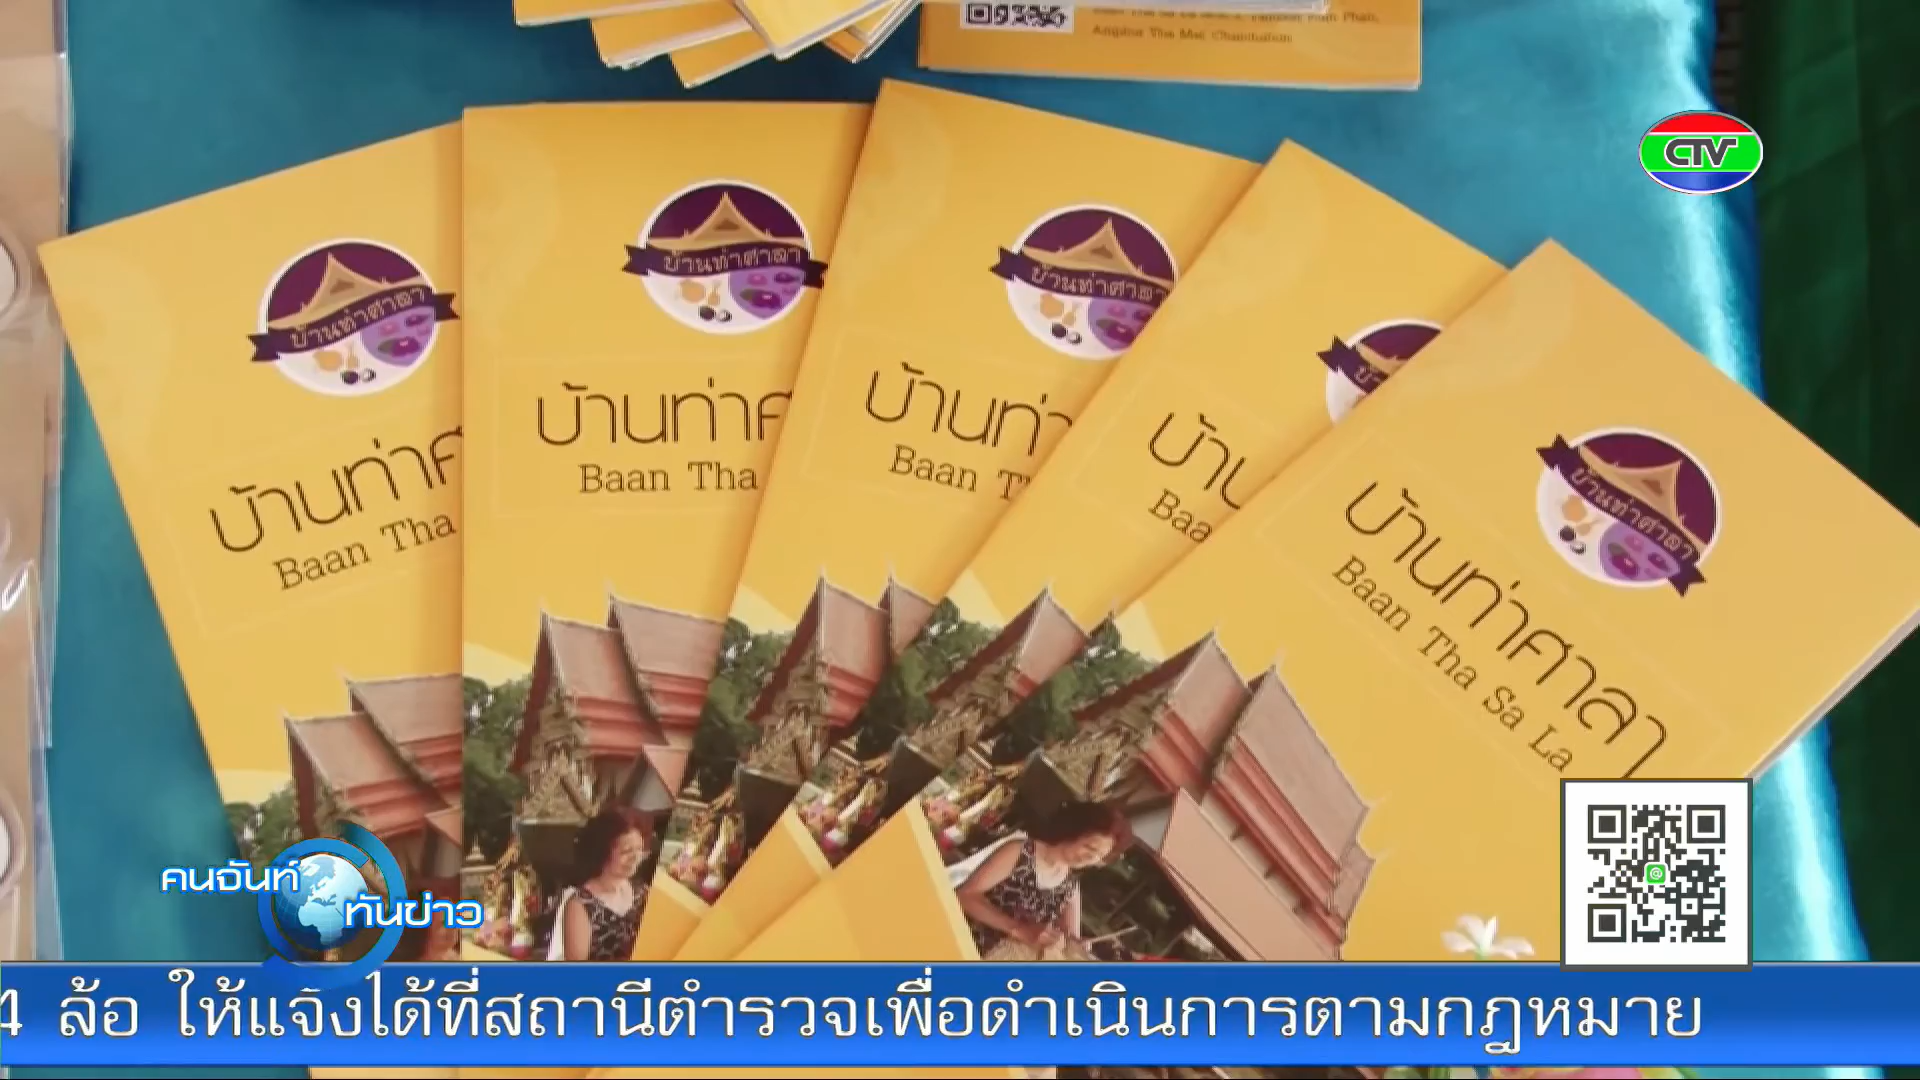 Angkor Tha Mai Chanthaburi
CTV
บ้านท่าศาลา
บ้านท่าศาลา
บ้านท่าศาลา
บ้านท่าศาลา
บ้านท่าศ
Baan Tha
บ้านท่าศ
Baan Tha
บ้านท่า
Baan
บ้าน
Baa
บ้านท่าศาลา
Baan Tha Sa La
คนจันท์
ทันข่าว
4 ล้อ ให้แจ้งได้ที่สถานีตำรวจเพื่อดำเนินการตามกฎหมาย